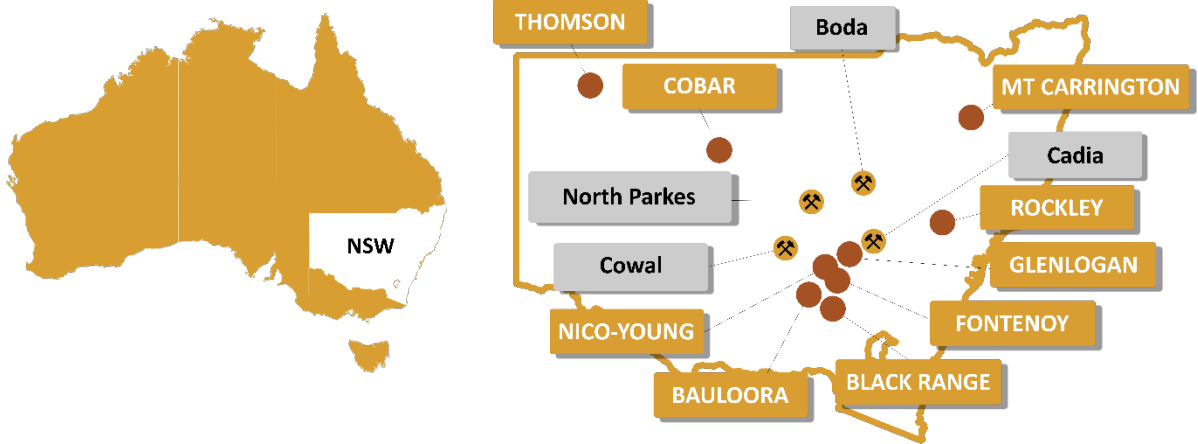 NSW
THOMSON
Boda
COBAR
MT CARRINGTON
Cadia
North Parkes
ROCKLEY
Cowal
GLENLOGAN
NICO-YOUNG
FONTENOY
BAULOORA
BLACK RANGE